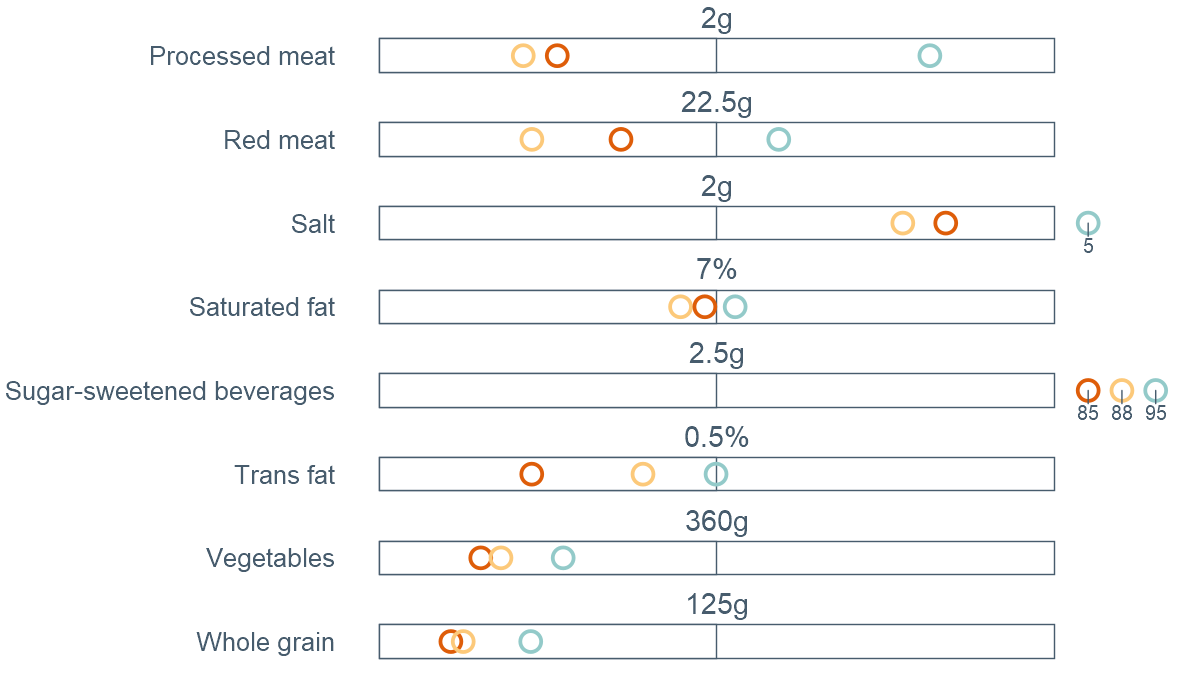 2g
Processed meat
22.5g
Red meat
2g
Salt
5
7%
Saturated fat
2.5g
Sugar-sweetened beverages
85 88 95
0.5%
Trans fat
360g
Vegetables
125g
Whole grain